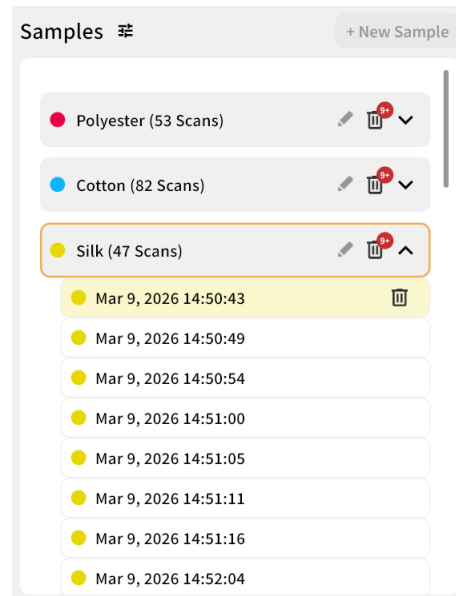 Samples
+ New Sample
Polyester (53 Scans)
9+
Cotton (82 Scans)
9+
Silk (47 Scans)
9+
Mar 9, 2026 14:50:43
Mar 9, 2026 14:50:49
Mar 9, 2026 14:50:54
Mar 9, 2026 14:51:00
Mar 9, 2026 14:51:05
Mar 9, 2026 14:51:11
Mar 9, 2026 14:51:16
Mar 9, 2026 14:52:04